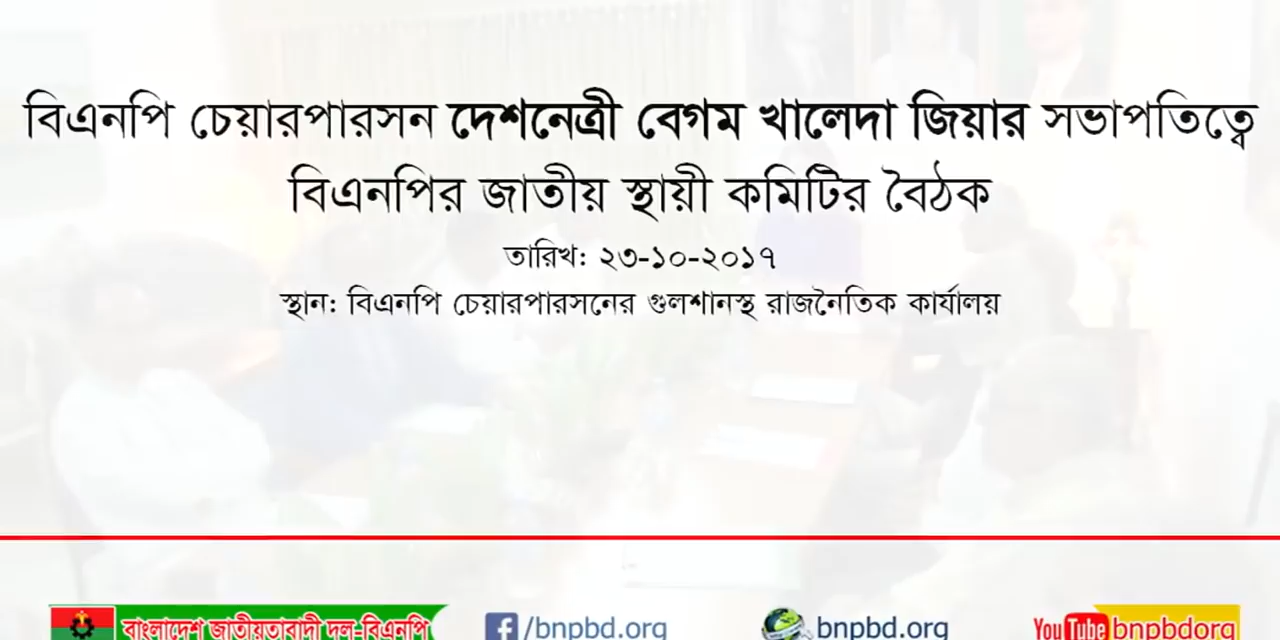 বিএনপি চেয়ারপারসন দেশনেত্রী বেগম খালেদা জিয়ার সভাপতিত্বে
বিএনপির জাতীয় স্থায়ী কমিটির বৈঠক
তারিখ: ২৩-১০-২০১৭
স্থান: বিএনপি চেয়ারপারসনের গুলশানস্থ রাজনৈতিক কার্যালয়
বাংলাদেশ জাতীয়তাবাদী দল-বিএনপি f/bnpbd.org bnpbd.org YouTube bnpbdorg